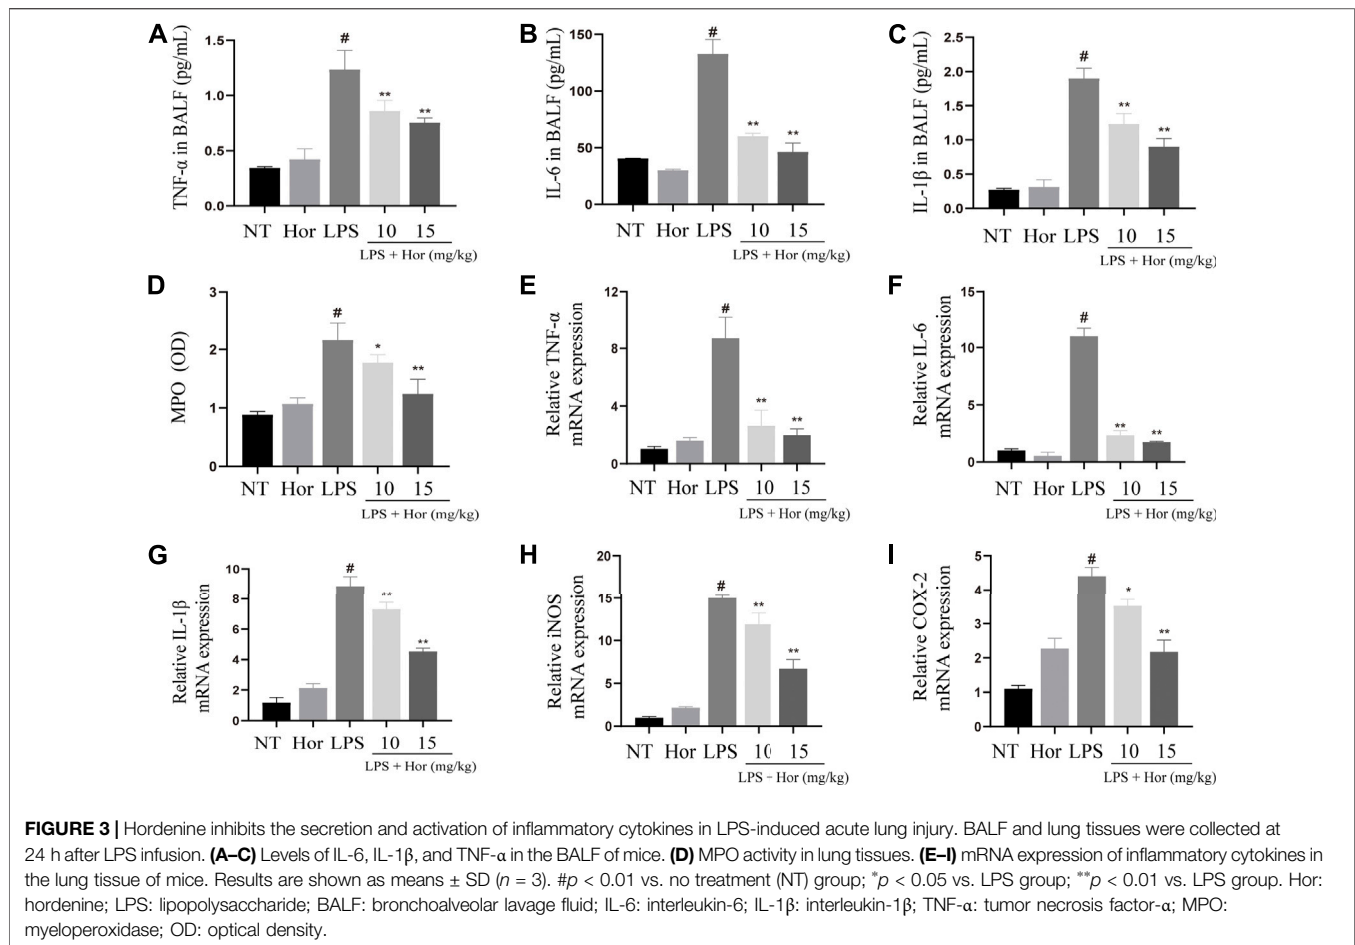 A
TNF-α in BALF (pg/mL)
1.5
1.0
0.5
0.0
#
**
**
NT Hor LPS 10 15
LPS + Hor (mg/kg)
B
IL-6 in BALF (pg/mL)
150
100
50
0
#
**
**
NT Hor LPS 10 15
LPS + Hor (mg/kg)
C
IL-1β in BALF (pg/mL)
2.5
2.0
1.5
1.0
0.5
0.0
#
**
**
NT Hor LPS 10 15
LPS + Hor (mg/kg)
D
MPO (OD)
3
2
1
0
#
*
**
NT Hor LPS 10 15
LPS + Hor (mg/kg)
E
Relative TNF-α
mRNA expression
12
8
4
0
#
**
**
NT Hor LPS 10 15
LPS + Hor (mg/kg)
F
Relative IL-6
mRNA expression
15
10
5
0
#
**
**
NT Hor LPS 10 15
LPS + Hor (mg/kg)
G
Relative IL-1β
mRNA expression
10
8
6
4
2
0
#
**
**
NT Hor LPS 10 15
LPS + Hor (mg/kg)
H
Relative iNOS
mRNA expression
20
15
10
5
0
#
**
**
NT Hor LPS 10 15
LPS - Hor (mg/kg)
I
Relative COX-2
mRNA expression
5
4
3
2
1
0
#
*
**
NT Hor LPS 10 15
LPS + Hor (mg/kg)
FIGURE 3 | Hordenine inhibits the secretion and activation of inflammatory cytokines in LPS-induced acute lung injury. BALF and lung tissues were collected at
24 h after LPS infusion. (A–C) Levels of IL-6, IL-1β, and TNF-α in the BALF of mice. (D) MPO activity in lung tissues. (E–I) mRNA expression of inflammatory cytokines in
the lung tissue of mice. Results are shown as means ± SD (n = 3). #p < 0.01 vs. no treatment (NT) group; *p < 0.05 vs. LPS group; **p < 0.01 vs. LPS group. Hor:
hordenine; LPS: lipopolysaccharide; BALF: bronchoalveolar lavage fluid; IL-6: interleukin-6; IL-1β: interleukin-1β; TNF-α: tumor necrosis factor-α; MPO:
myeloperoxidase; OD: optical density.